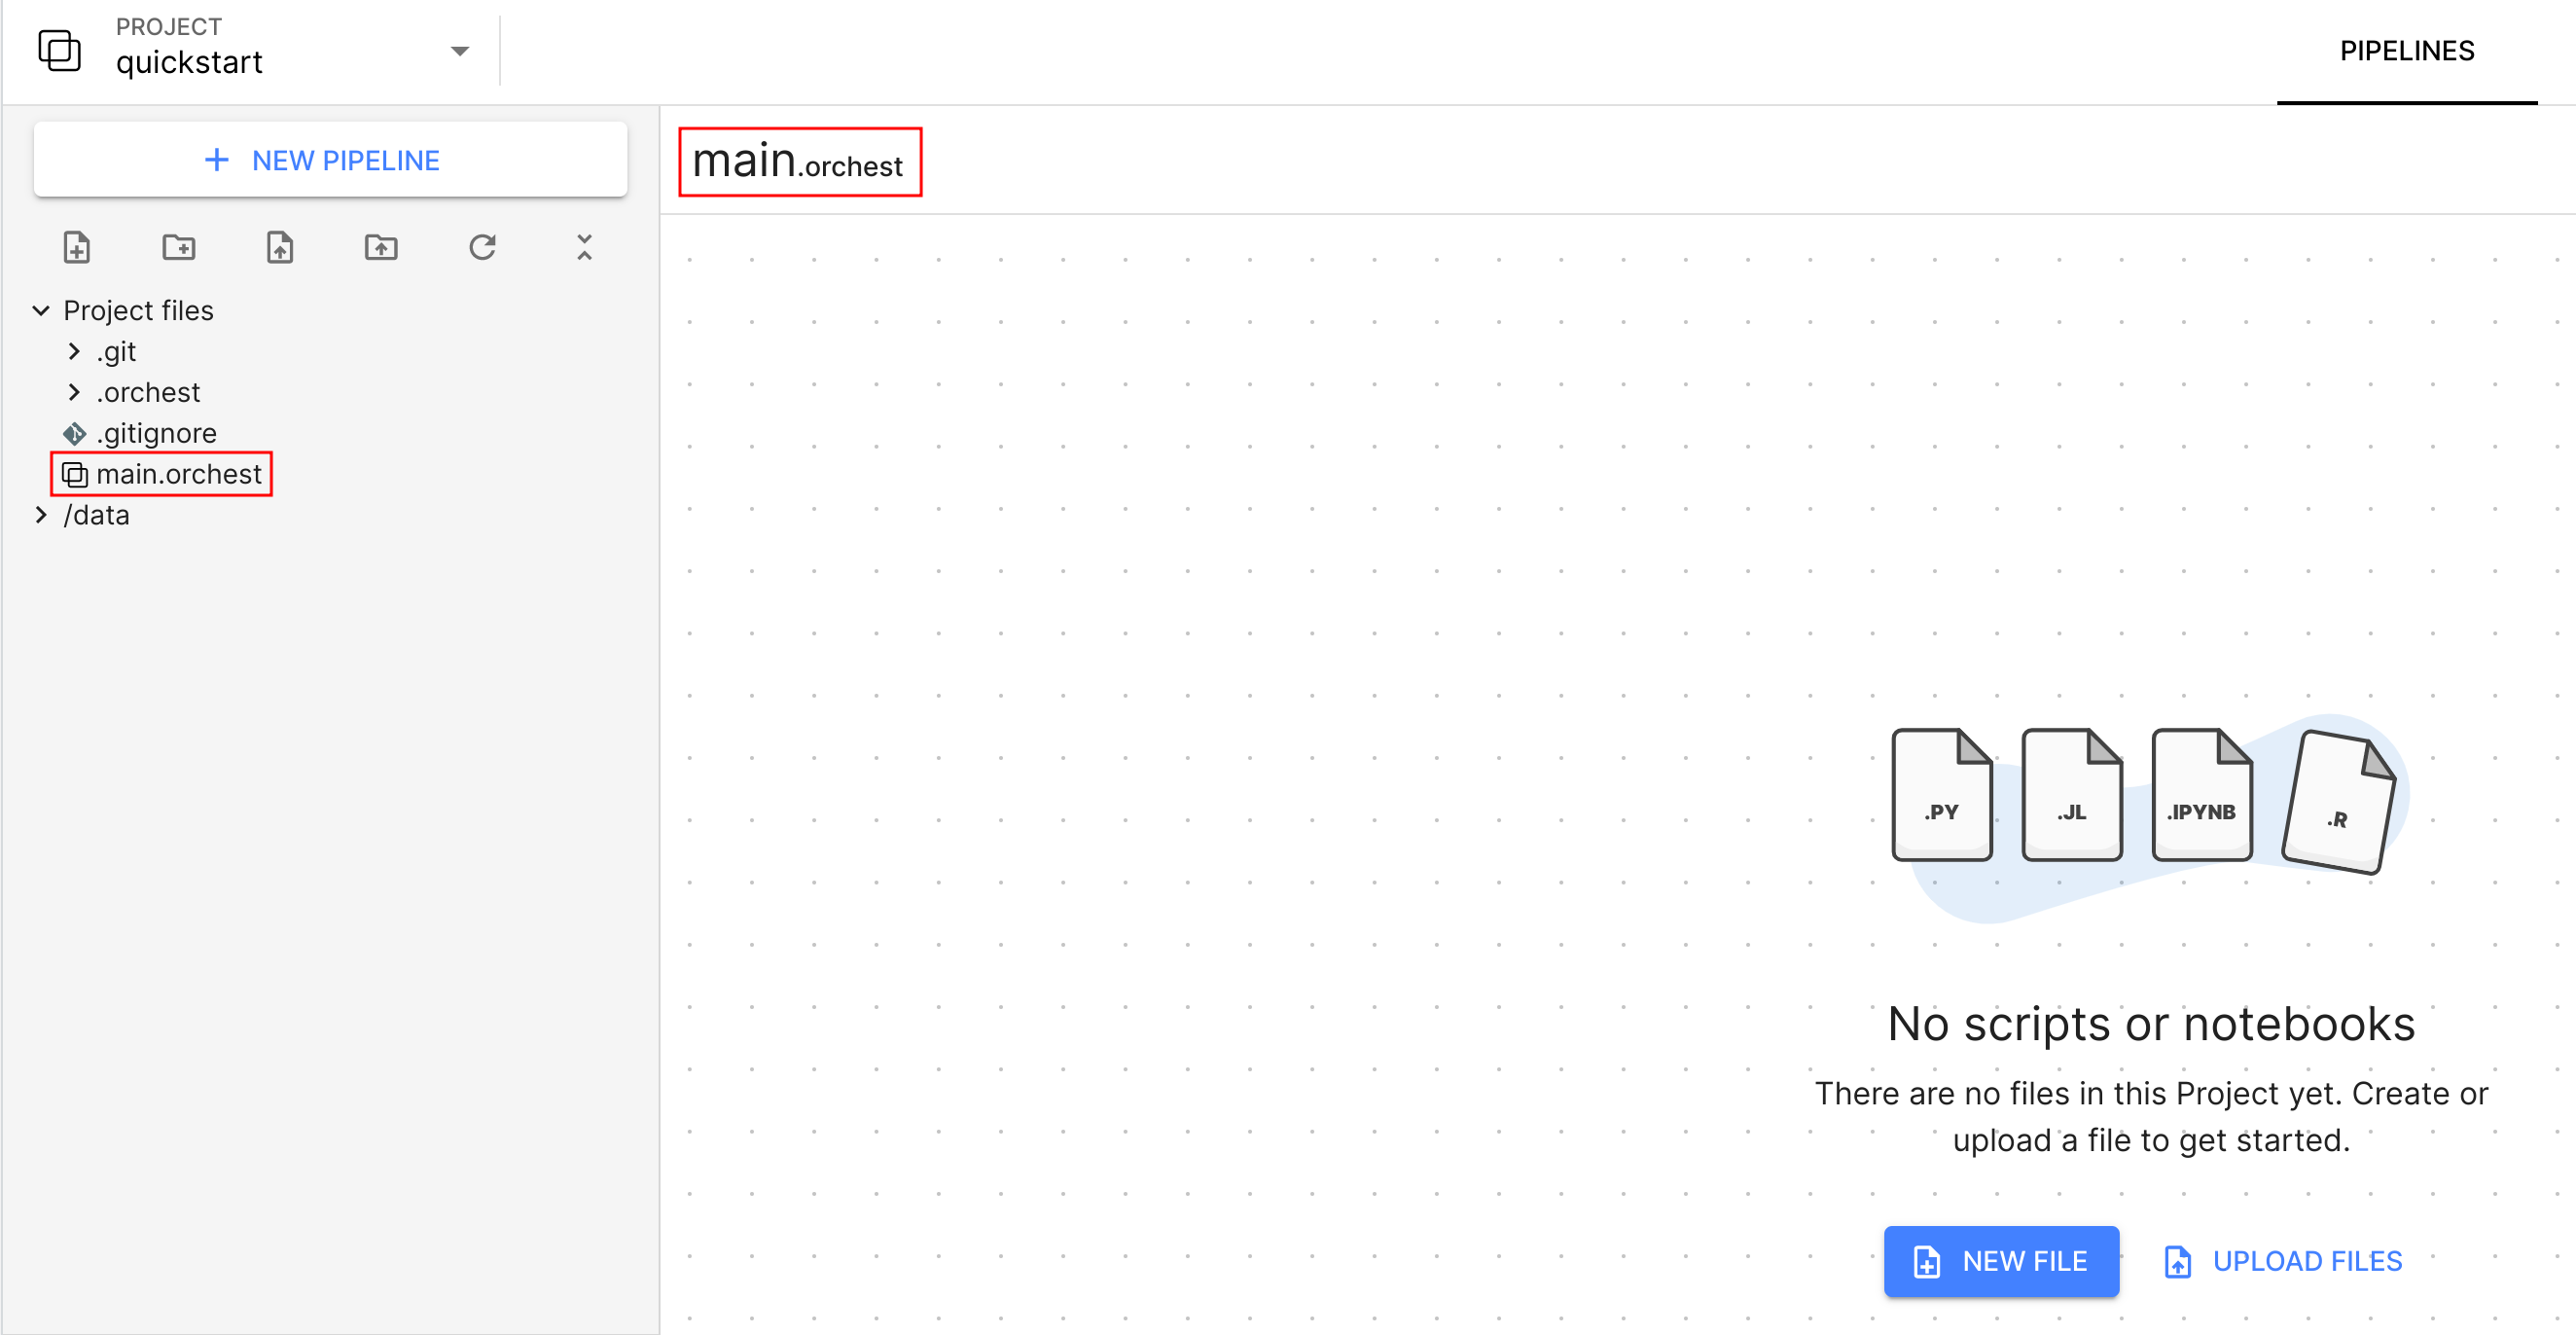 PROJECT
quickstart
PIPELINES
NEW PIPELINE
main.orchest
Project files
.git
.orchest
.gitignore
main.orchest
/data
.PY
.JL
.IPYNB
.R
No scripts or notebooks
There are no files in this Project yet. Create or
upload a file to get started.
NEW FILE
UPLOAD FILES